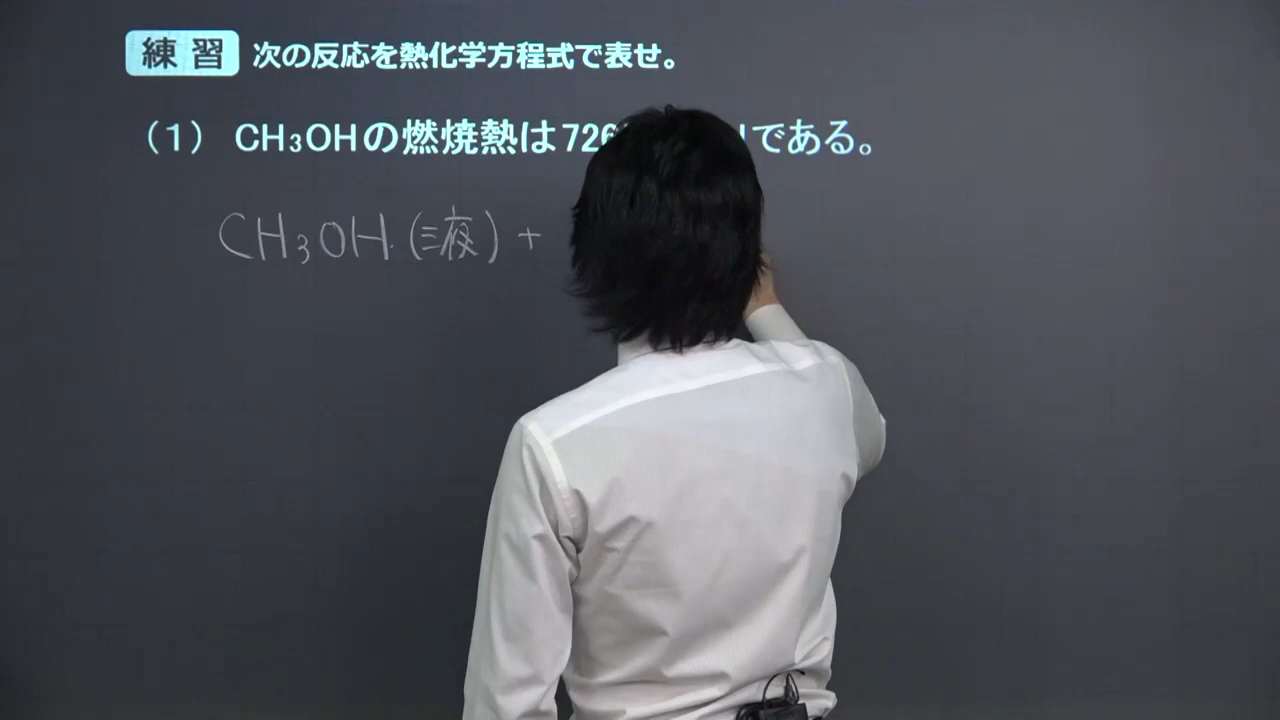 練習 次の反応を熱化学方程式で表せ。
(1) CH₃OHの燃焼熱は726 である。
CH₃OH(液) +